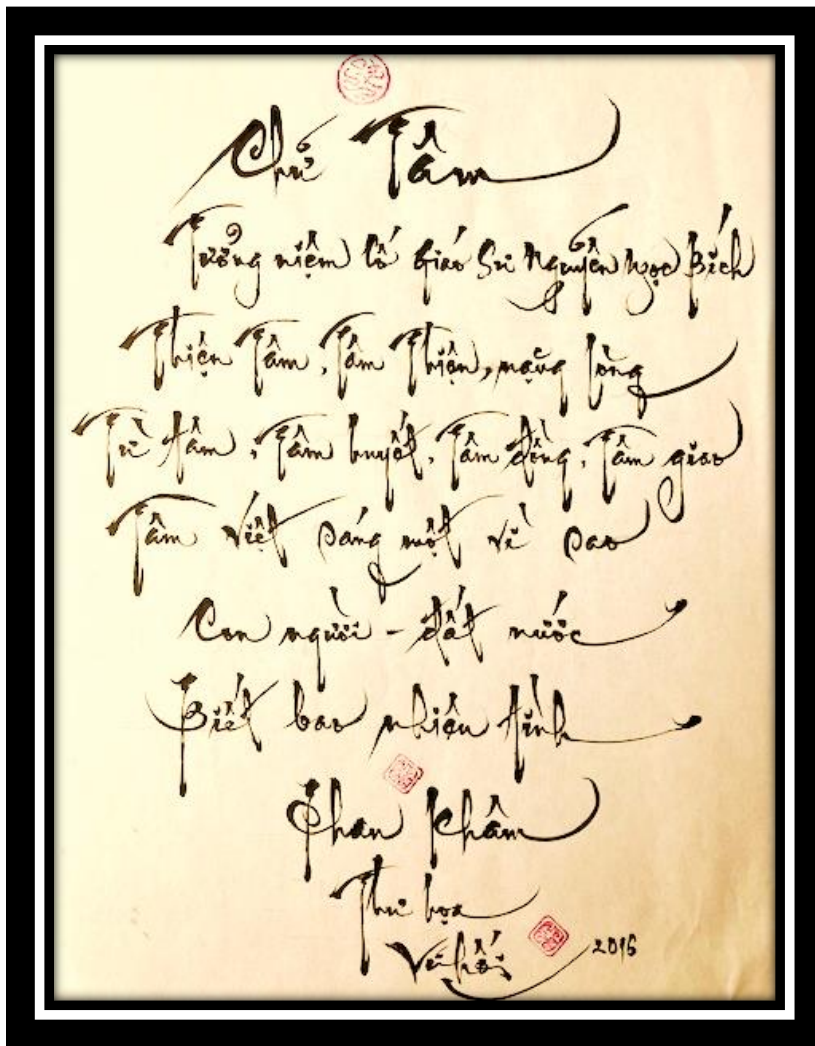 Chữ Tâm
Tưởng niệm cố Giáo Sư Nguyễn Ngọc Bích
Thiện Tâm, Tâm Thiện, nặng lòng
Từ tâm, Tâm huyết, Tâm đồng, Tâm giao
Tâm Việt sáng một vì sao
Con người - đất nước
Biết bao nhiêu tình
Phan Khâm
Thư họa
Vũ Hối 2016